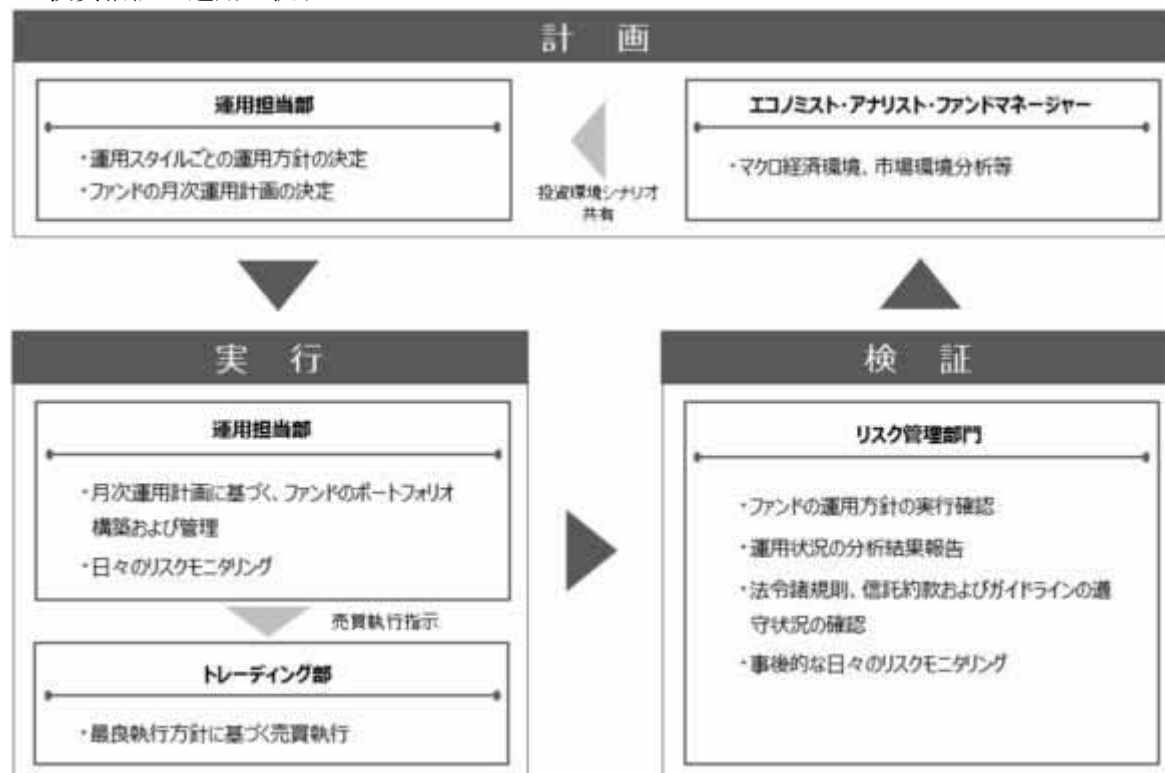 計 画
運用担当部
・運用スタイルごとの運用方針の決定
・ファンドの月次運用計画の決定
投資環境シナリオ
共有
エコノミスト・アナリスト・ファンドマネージャー
・マクロ経済環境、市場環境分析等
実 行
運用担当部
・月次運用計画に基づく、ファンドのポートフォリオ
構築および管理
・日々のリスクモニタリング
売買執行指示
トレーディング部
・最良執行方針に基づく売買執行
検 証
リスク管理部門
・ファンドの運用方針の実行確認
・運用状況の分析結果報告
・法令諸規則、信託約款およびガイドラインの遵
守状況の確認
・事後的な日々のリスクモニタリング